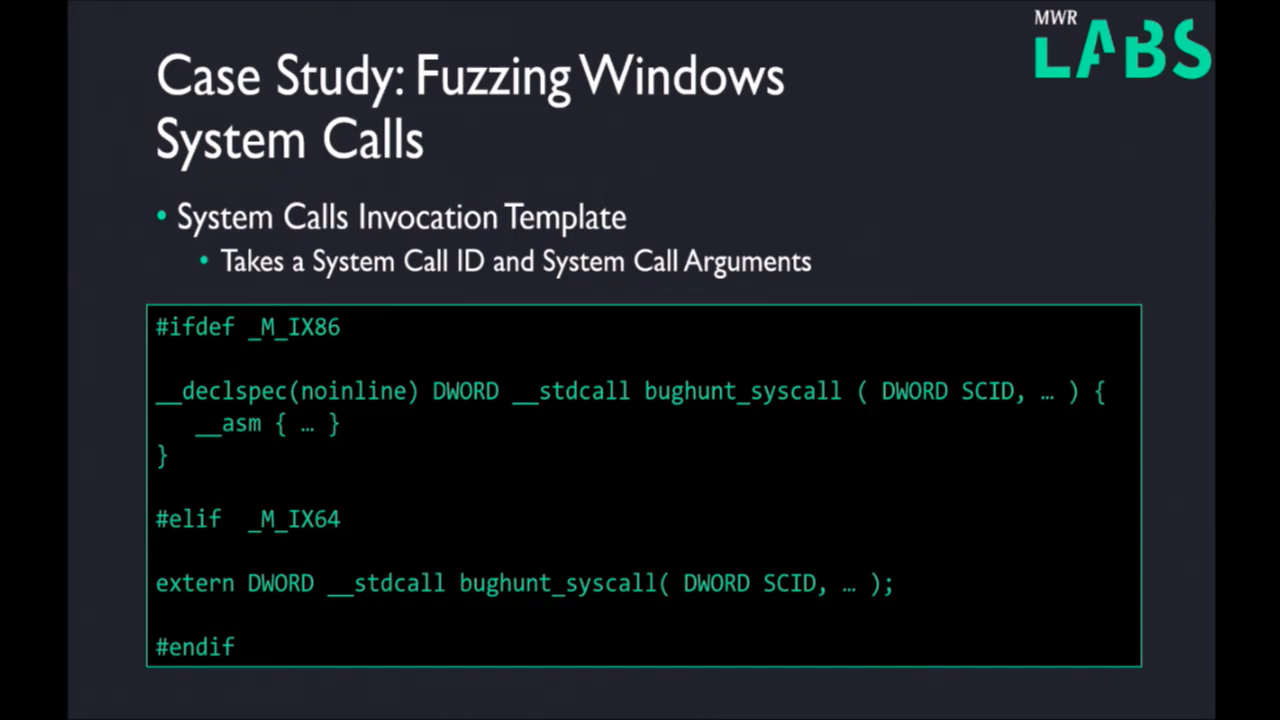 MWR
LABS
Case Study: Fuzzing Windows
System Calls
• System Calls Invocation Template
• Takes a System Call ID and System Call Arguments
#ifdef _M_IX86
__declspec(noinline) DWORD __stdcall bughunt_syscall ( DWORD SCID, … ) {
__asm { … }
}
#elif _M_IX64
extern DWORD __stdcall bughunt_syscall( DWORD SCID, … );
#endif